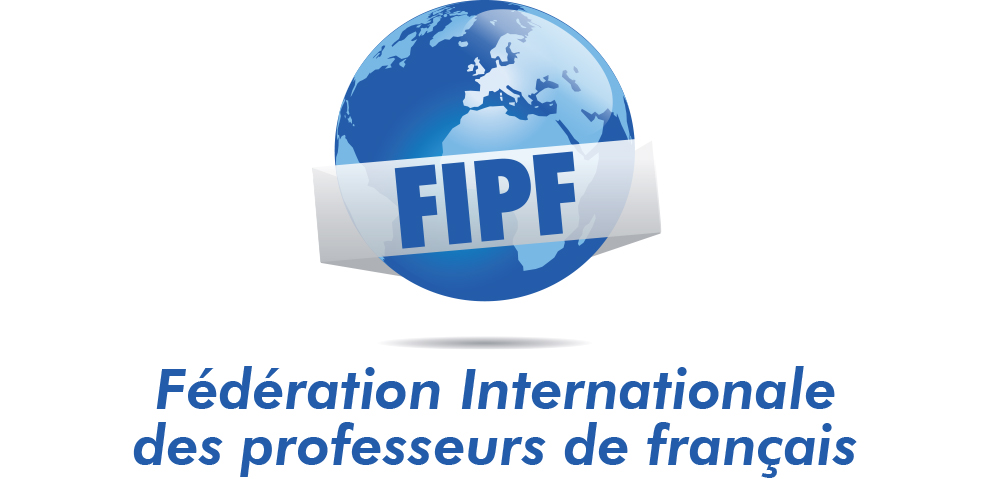 FIPF
Fédération Internationale
des professeurs de français